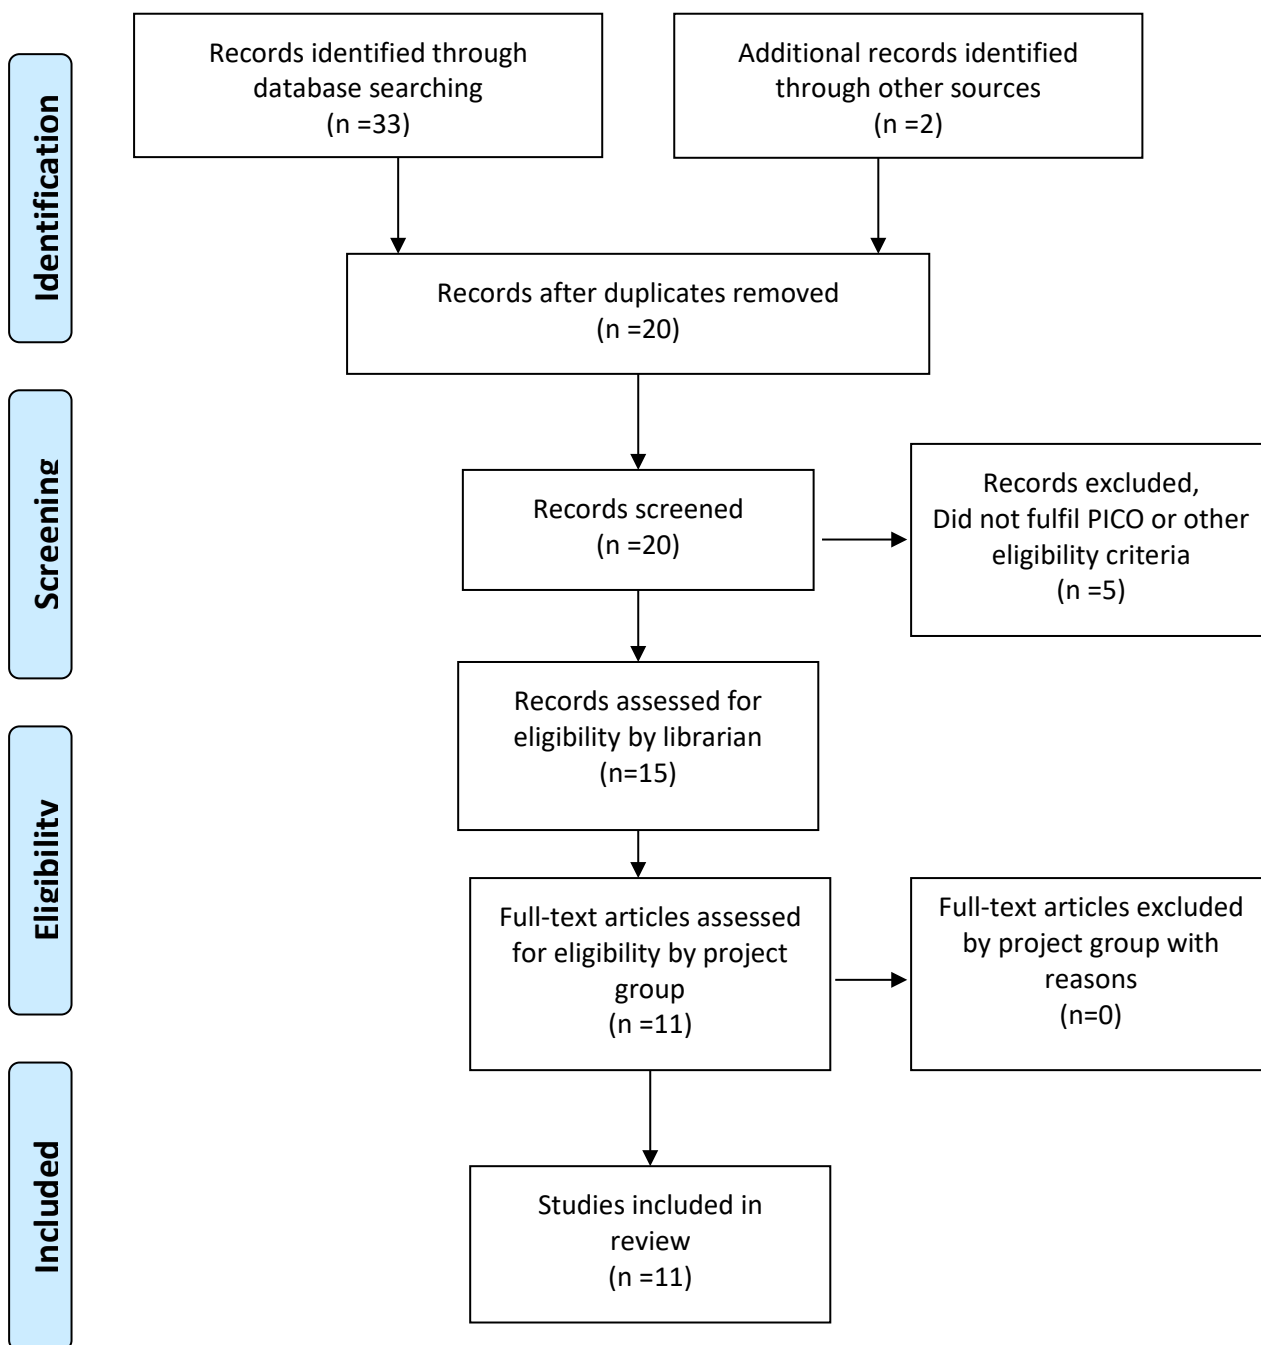 Identification
Records identified through
database searching
(n =33)
Additional records identified
through other sources
(n =2)
Records after duplicates removed
(n =20)
Screening
Records screened
(n =20)
Records excluded,
Did not fulfil PICO or other
eligibility criteria
(n =5)
Records assessed for
eligibility by librarian
(n=15)
Eligibility
Full-text articles assessed
for eligibility by project
group
(n =11)
Full-text articles excluded
by project group with
reasons
(n=0)
Included
Studies included in
review
(n =11)